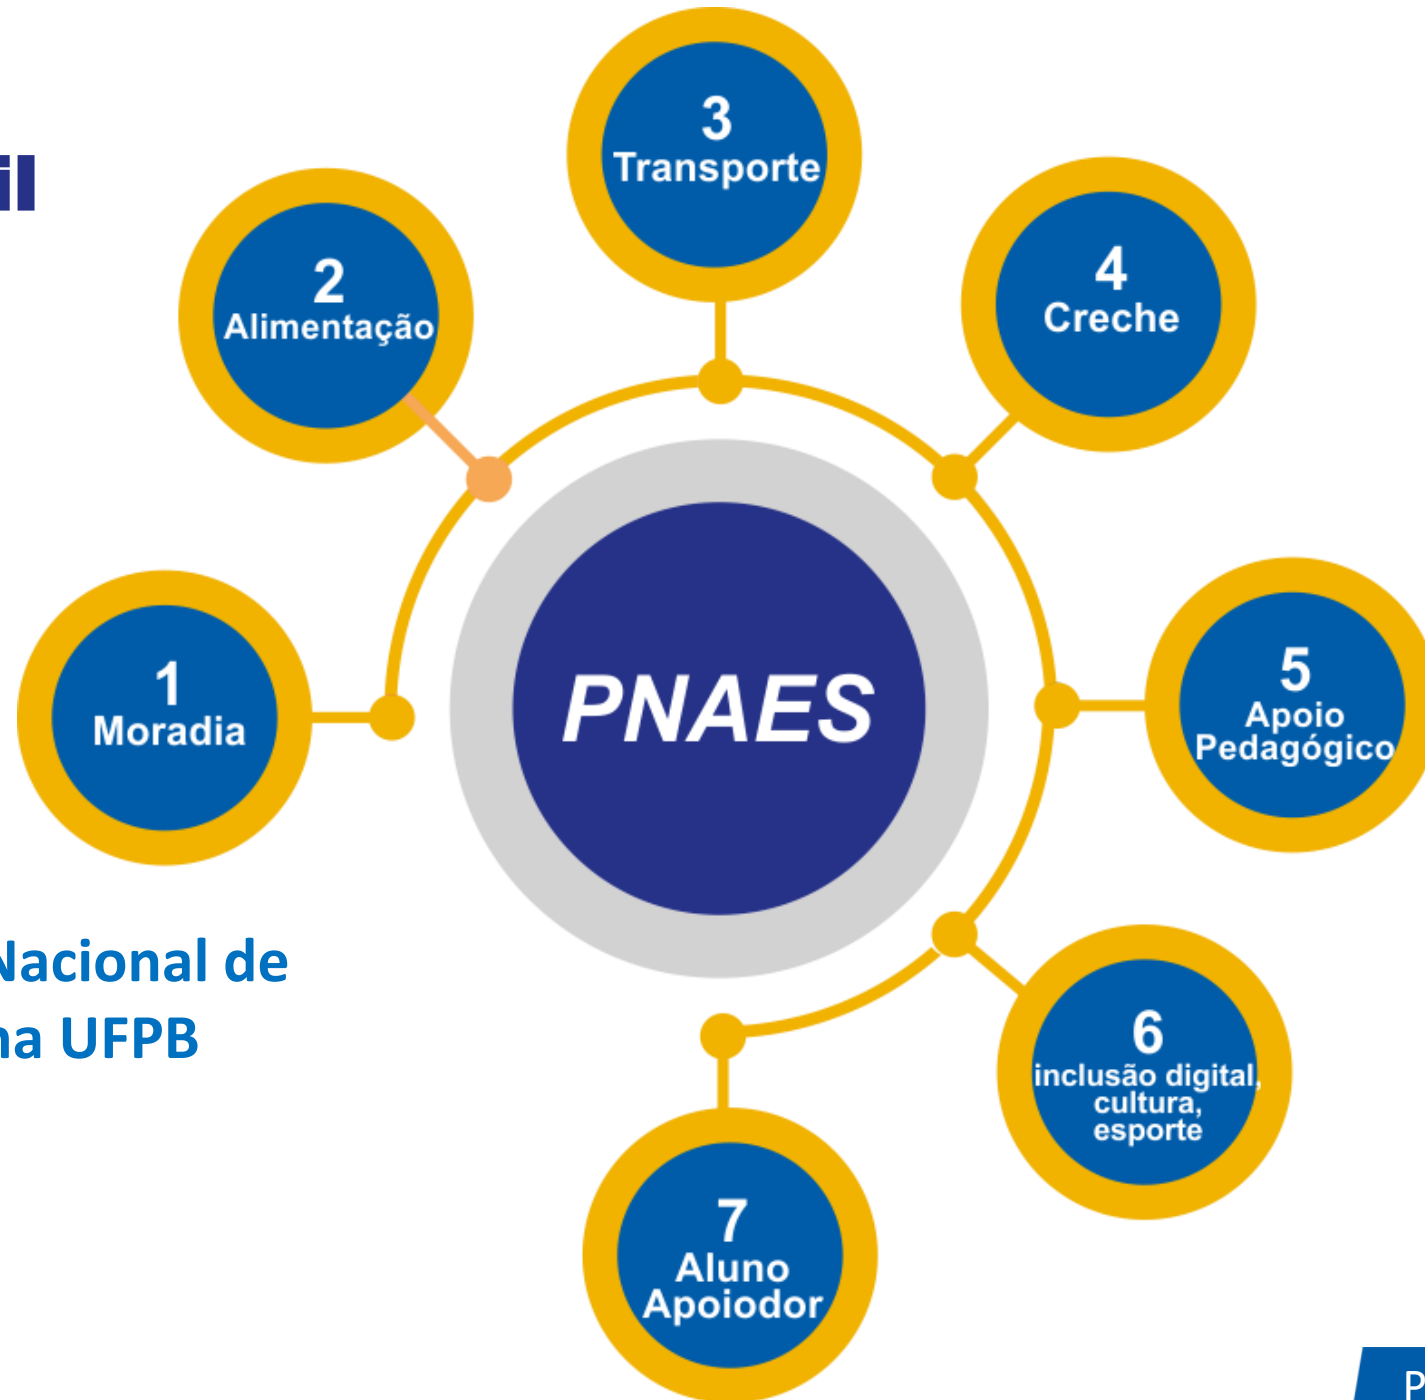 il
3
Transporte
2
Alimentação
4
Creche
1
Moradia
PNAES
5
Apoio
Pedagógico
Nacional de
na UFPB
6
inclusão digital,
cultura,
esporte
7
Aluno
Apoiodor
P